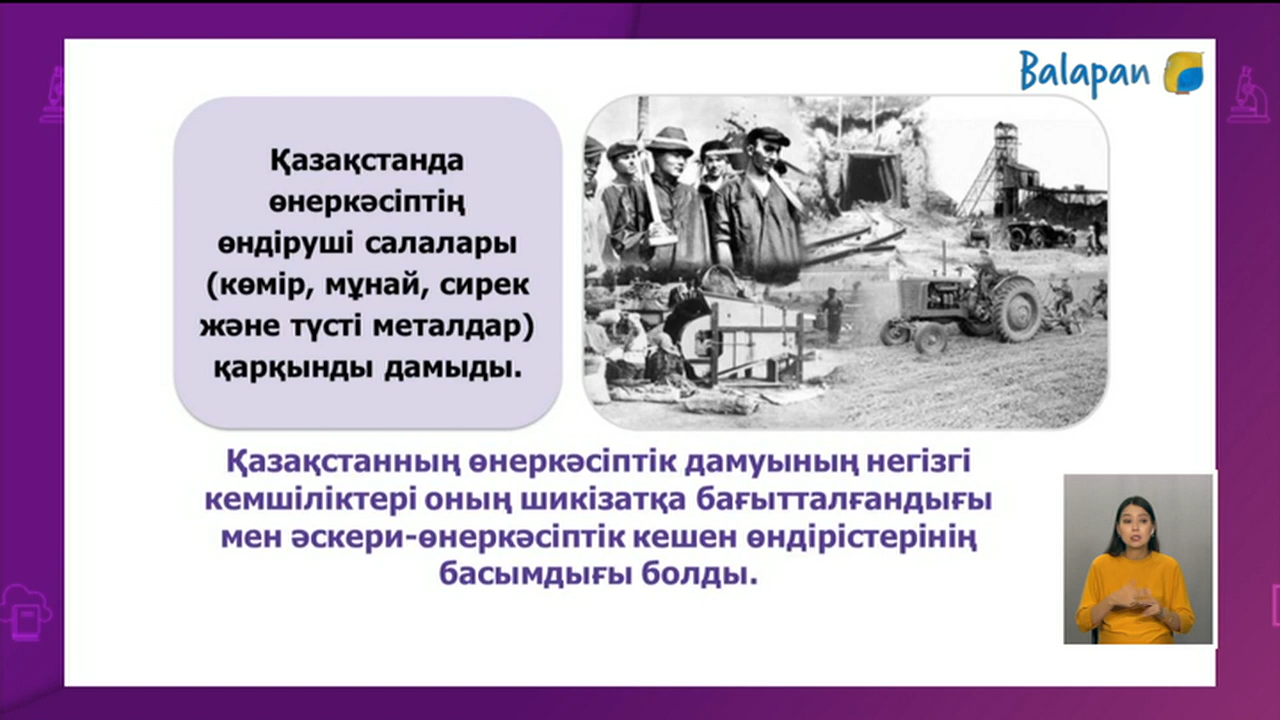 Balapan
Қазақстанда
өнеркәсіптің
өндіруші салалары
(көмір, мұнай, сирек
және түсті металдар)
қарқынды дамыды.
Қазақстанның өнеркәсіптік дамуының негізгі
кемшіліктері оның шикізатқа бағытталғандығы
мен әскери-өнеркәсіптік кешен өндірістерінің
басымдығы болды.